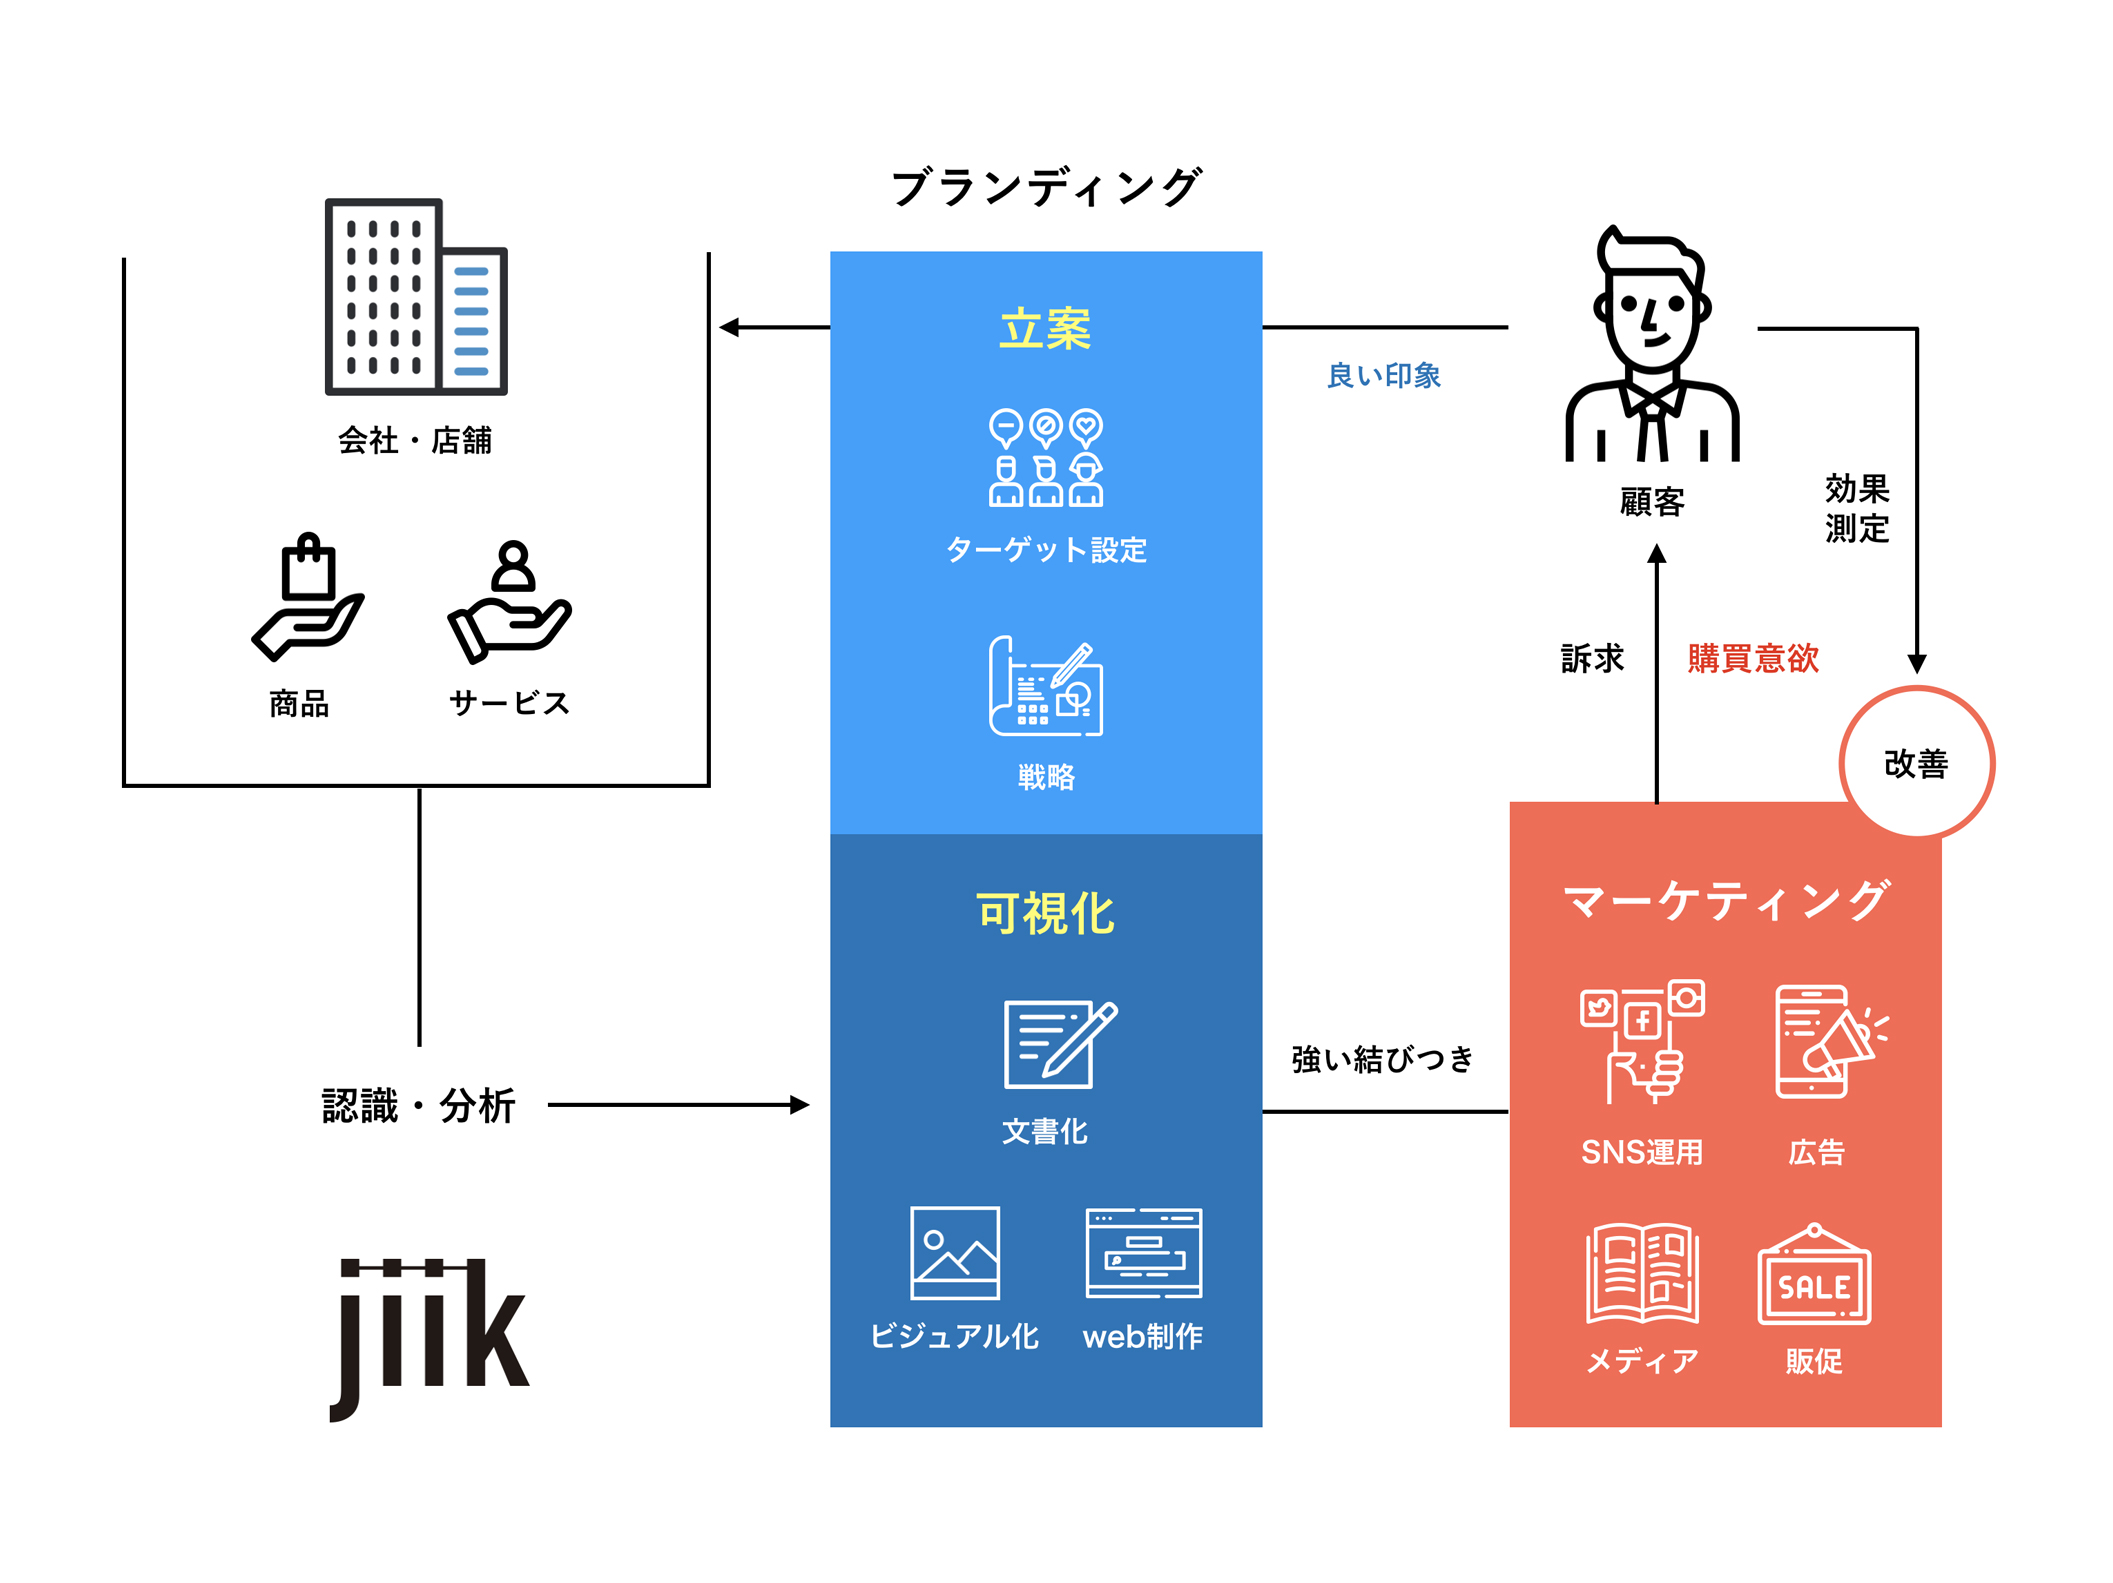 ブランディング
会社・店舗
商品
サービス
認識・分析
jiik
立案
ターゲット設定
戦略
可視化
文書化
ビジュアル化
web制作
良い印象
強い結びつき
顧客
効果
測定
訴求
購買意欲
改善
マーケティング
SNS運用
広告
メディア
SALE
販促